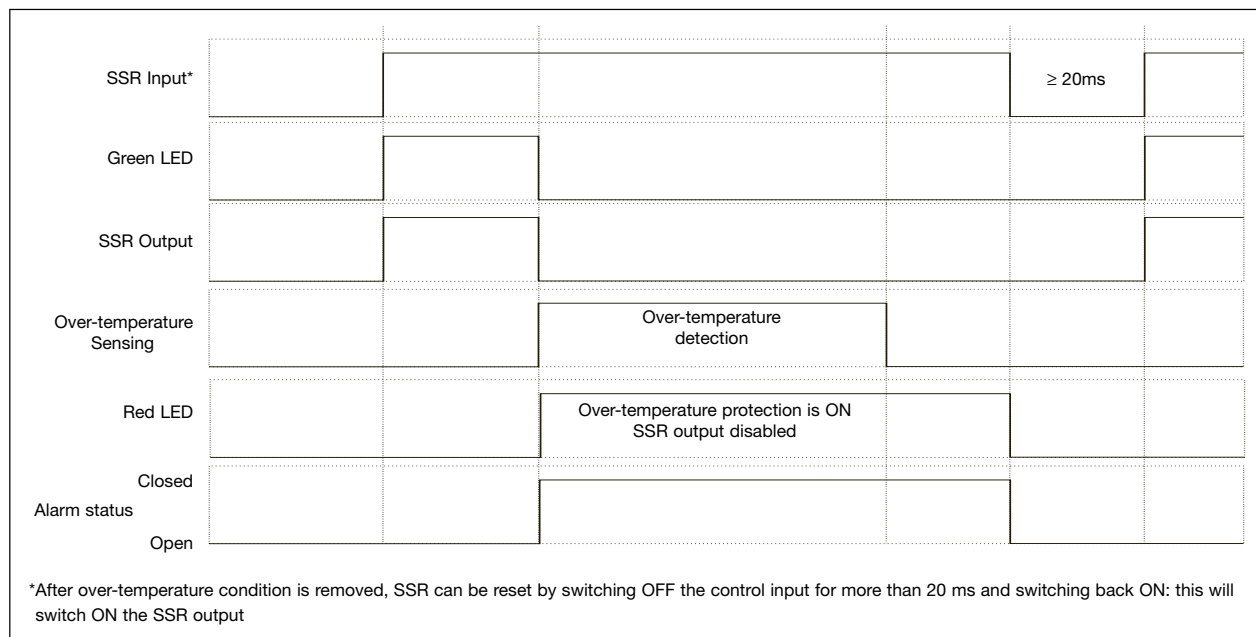 SSR Input*
≥ 20ms
Green LED
SSR Output
Over-temperature
Sensing
Over-temperature
detection
Red LED
Over-temperature protection is ON
SSR output disabled
Closed
Alarm status
Open
*After over-temperature condition is removed, SSR can be reset by switching OFF the control input for more than 20 ms and switching back ON: this will
switch ON the SSR output